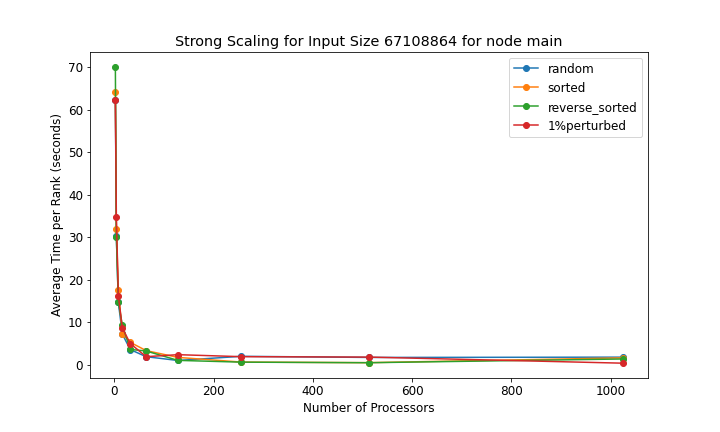 Strong Scaling for Input Size 67108864 for node main
random
sorted
reverse_sorted
1%perturbed
Average Time per Rank (seconds)
70
60
50
40
30
20
10
0
0
200
400
600
800
1000
Number of Processors